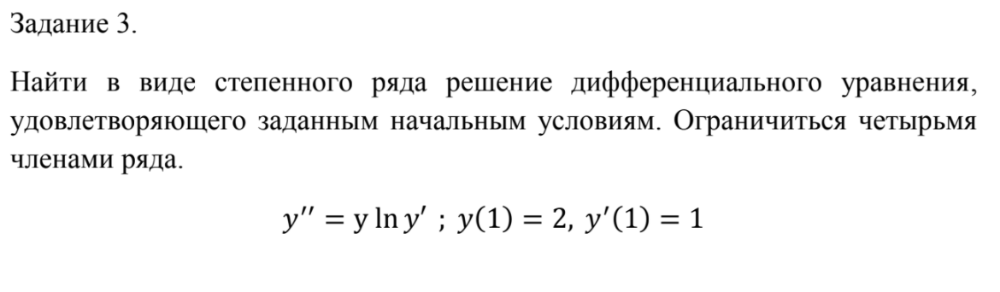 Задание 3.
Найти в виде степенного ряда решение дифференциального уравнения,
удовлетворяющего заданным начальным условиям. Ограничиться четырьмя
членами ряда.
y′′ = y ln y′ ; y(1) = 2, y′(1) = 1